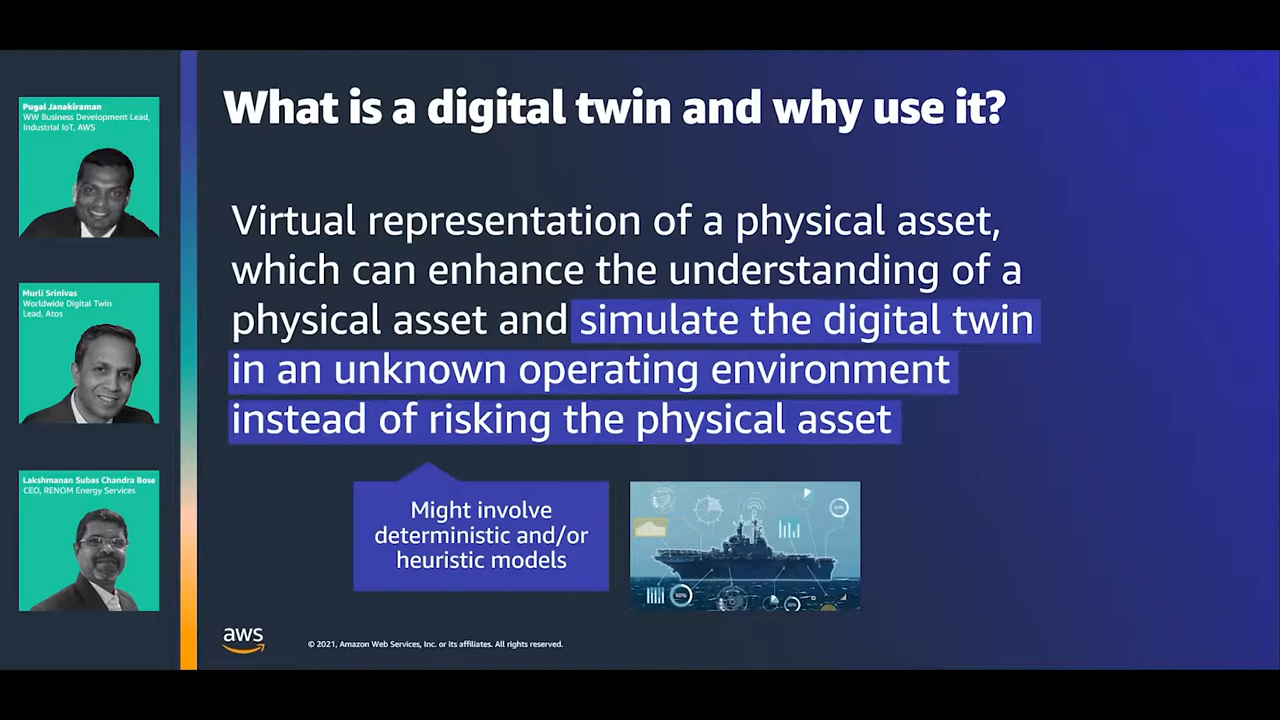 Pugal Janakiraman
WW Business Development Lead,
Industrial IoT, AWS
Murli Srinivas
Worldwide Digital Twin
Lead, Atos
Lakshmanan Subas Chandra Bose
CEO, RENOM Energy Services
What is a digital twin and why use it?
Virtual representation of a physical asset,
which can enhance the understanding of a
physical asset and simulate the digital twin
in an unknown operating environment
instead of risking the physical asset
Might involve
deterministic and/or
heuristic models
40%
aws
© 2021, Amazon Web Services, Inc. or its affiliates. All rights reserved.